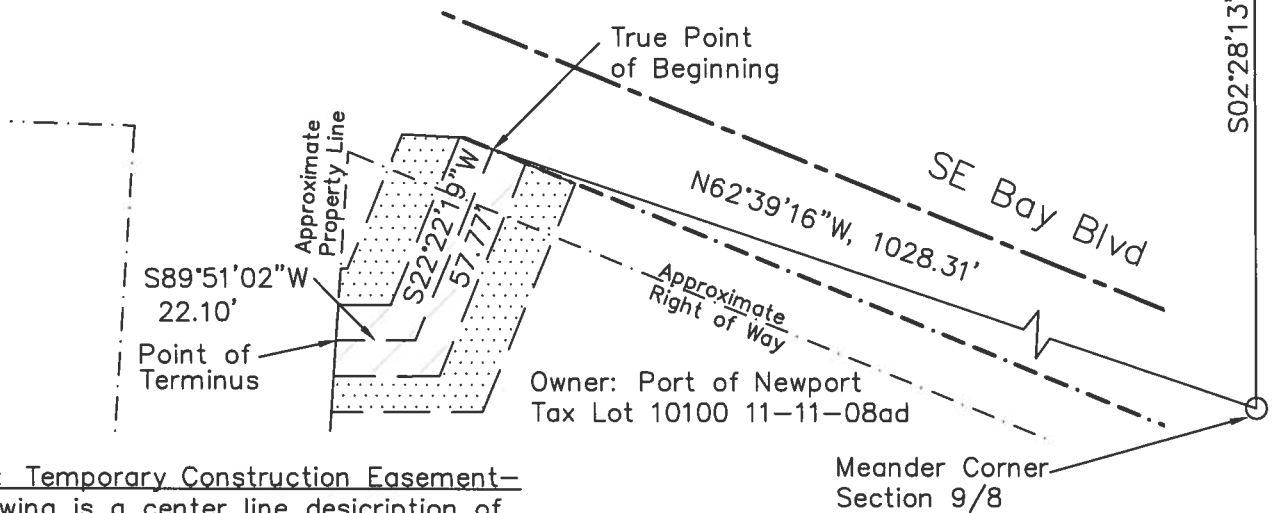 True Point
of Beginning
S02°28'13"
SE Bay Blvd
N62°39'16"W, 1028.31'
Approximate
Property Line
S22°22'19"W
57.77'
S89°51'02"W
22.10'
Approximate
Right of Way
Point of
Terminus
Owner: Port of Newport
Tax Lot 10100 11-11-08ad
Meander Corner
Section 9/8
: Temporary Construction Easement-
wing is a center line desicription of